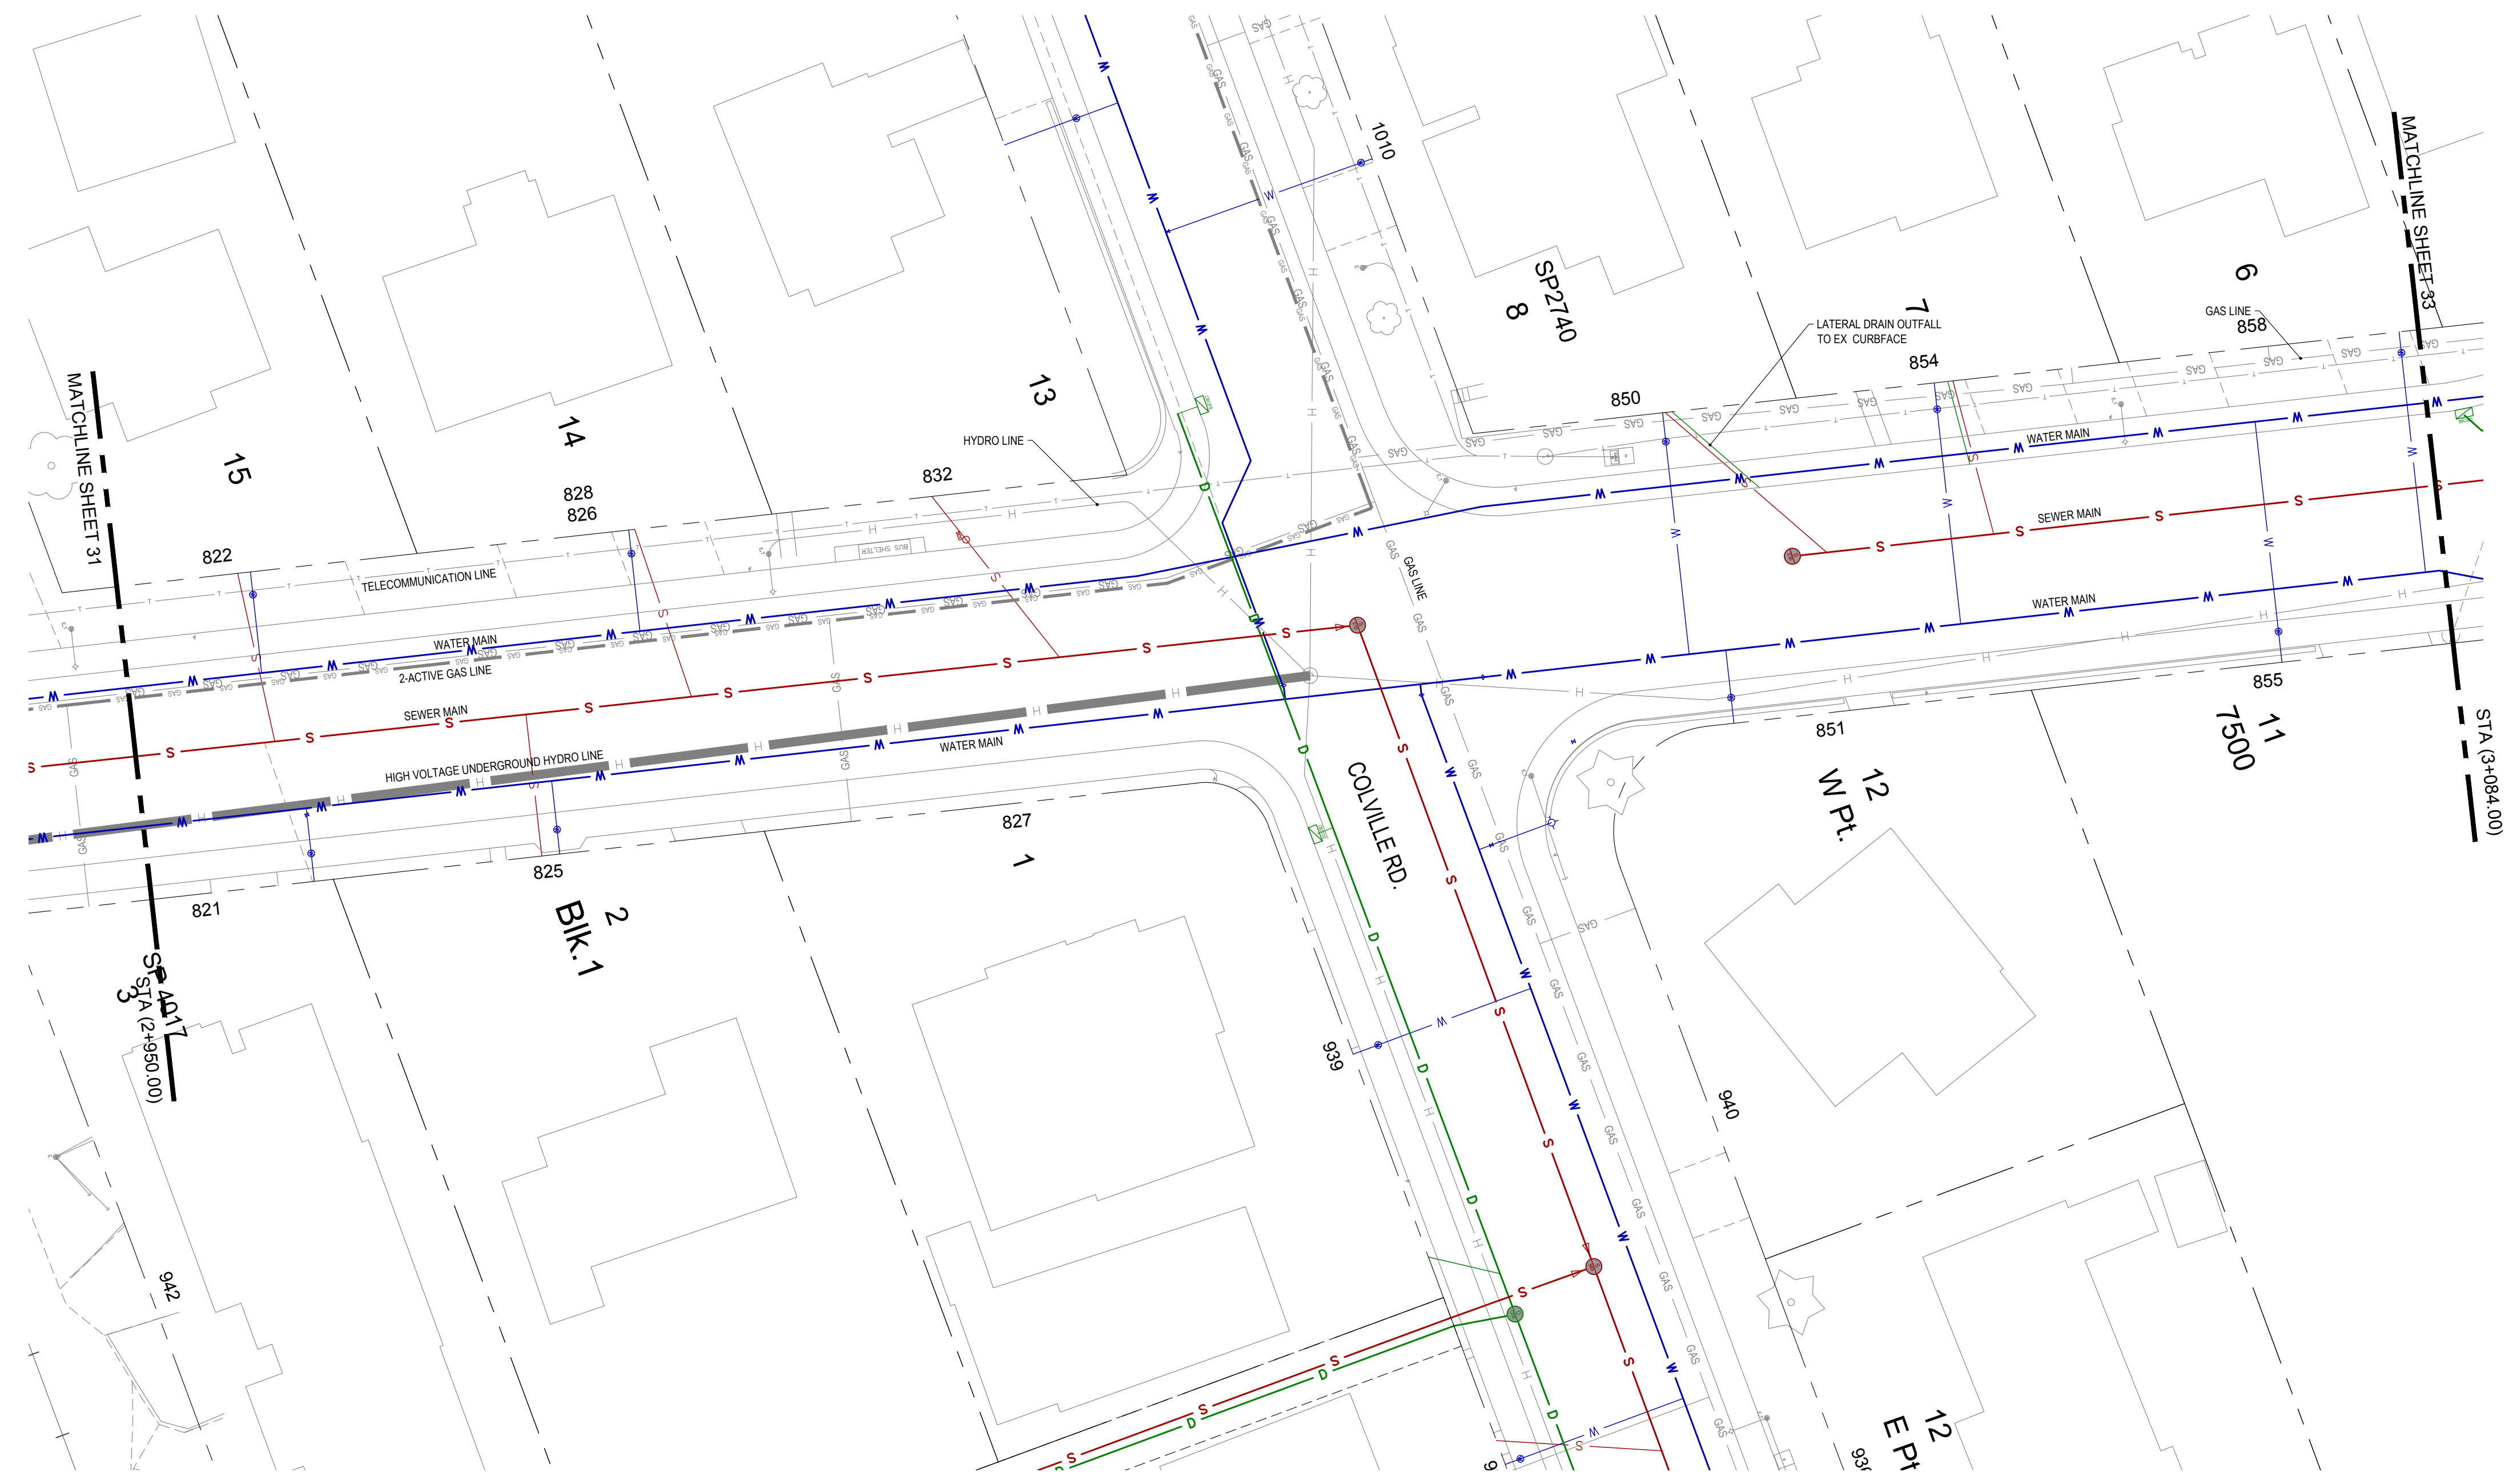 1010
MATCHLINE SHEET 33
SP2740
8
7
6
GAS LINE
858
LATERAL DRAIN OUTFALL
TO EX CURBFACE
854
850
MATCHLINE SHEET 31
15
14
13
HYDRO LINE
832
828
826
822
BUS SHELTER
TELECOMMUNICATION LINE
WATER MAIN
SEWER MAIN
WATER MAIN
GAS LINE
WATER MAIN
2-ACTIVE GAS LINE
SEWER MAIN
HIGH VOLTAGE UNDERGROUND HYDRO LINE
WATER MAIN
COLVILLE RD.
851
855
11
7500
12
W Pt.
STA (3+084.00)
827
1
825
2
Blk. 1
821
SP 4017
3
STA (2+950.00)
939
940
942
12
E Pt
W
S
D
H
GAS
T